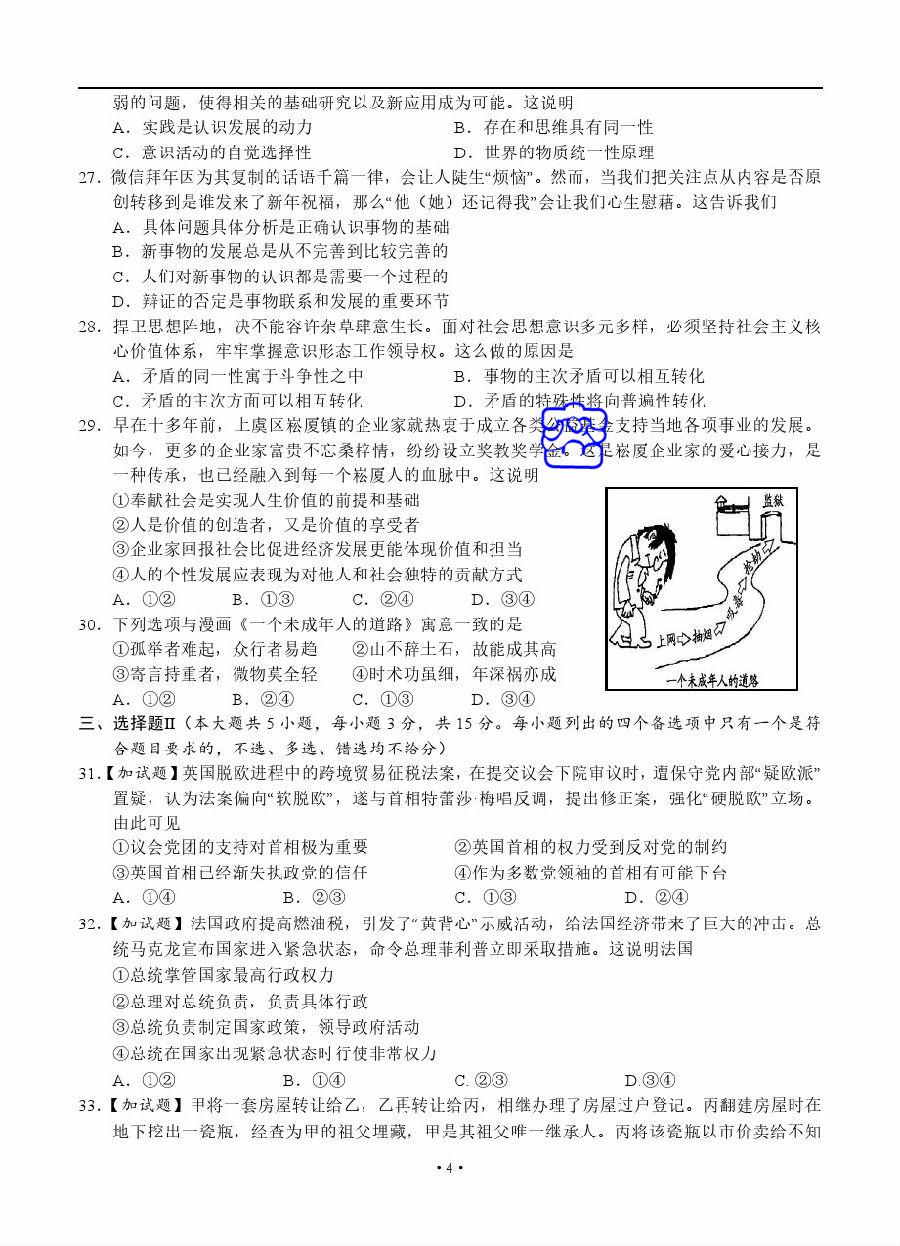 弱的问题，使得相关的基础研究以及新应用成为可能。这说明
A．实践是认识发展的动力 B．存在和思维具有同一性
C．意识活动的自觉选择性 D．世界的物质统一性原理
27．微信拜年因为其复制的话语千篇一律，会让人陡生“烦恼”。然而，当我们把关注点从内容是否原
创转移到是谁发来了新年祝福，那么“他（她）还记得我”会让我们心生慰藉。这告诉我们
A．具体问题具体分析是正确认识事物的基础
B．新事物的发展总是从不完善到比较完善的
C．人们对新事物的认识都是需要一个过程的
D．辩证的否定是事物联系和发展的重要环节
28．捍卫思想阵地，决不能容许杂草肆意生长。面对社会思想意识多元多样，必须坚持社会主义核
心价值体系，牢牢掌握意识形态工作领导权。这么做的原因是
A．矛盾的同一性寓于斗争性之中 B．事物的主次矛盾可以相互转化
C．矛盾的主次方面可以相互转化 D．矛盾的特殊性将向普遍性转化
29．早在十多年前，上虞区崧厦镇的企业家就热衷于成立各类公益基金支持当地各项事业的发展。
如今，更多的企业家富贵不忘桑梓情，纷纷设立奖教奖学金。这是崧厦企业家的爱心接力，是
一种传承，也已经融入到每一个崧厦人的血脉中。这说明
①奉献社会是实现人生价值的前提和基础
②人是价值的创造者，又是价值的享受者
③企业家回报社会比促进经济发展更能体现价值和担当
④人的个性发展应表现为对他人和社会独特的贡献方式
A．①② B．①③ C．②④ D．③④
30．下列选项与漫画《一个未成年人的道路》寓意一致的是
①孤举者难起，众行者易趋 ②山不辞土石，故能成其高
③寄言持重者，微物莫全轻 ④时术功虽细，年深祸亦成
A．①② B．②④ C．①③ D．③④
监狱
抢劫
吸毒
上网 抽烟
一个未成年人的道路
三、选择题Ⅱ（本大题共 5 小题，每小题 3 分，共 15 分。每小题列出的四个备选项中只有一个是符
合题目要求的，不选、多选、错选均不给分）
31．【加试题】英国脱欧进程中的跨境贸易征税法案，在提交议会下院审议时，遭保守党内部“疑欧派”
置疑，认为法案偏向“软脱欧”，遂与首相特蕾莎·梅唱反调，提出修正案，强化“硬脱欧”立场。
由此可见
①议会党团的支持对首相极为重要 ②英国首相的权力受到反对党的制约
③英国首相已经渐失执政党的信任 ④作为多数党领袖的首相有可能下台
A．①④ B．②③ C．①③ D．②④
32．【加试题】法国政府提高燃油税，引发了“黄背心”示威活动，给法国经济带来了巨大的冲击。总
统马克龙宣布国家进入紧急状态，命令总理菲利普立即采取措施。这说明法国
①总统掌管国家最高行政权力
②总理对总统负责，负责具体行政
③总统负责制定国家政策，领导政府活动
④总统在国家出现紧急状态时行使非常权力
A．①② B．①④ C. ②③ D.③④
33．【加试题】甲将一套房屋转让给乙，乙再转让给丙，相继办理了房屋过户登记。丙翻建房屋时在
地下挖出一瓷瓶，经查为甲的祖父埋藏，甲是其祖父唯一继承人。丙将该瓷瓶以市价卖给不知
• 4 •